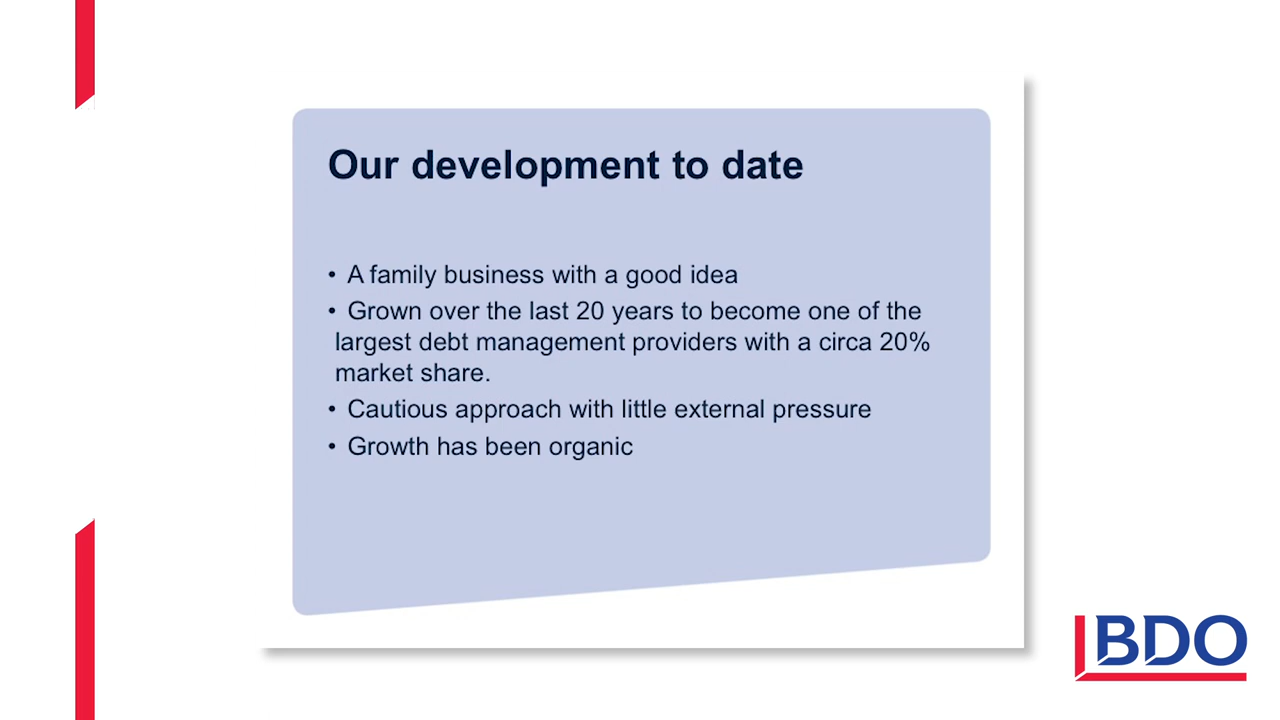 Our development to date
• A family business with a good idea
• Grown over the last 20 years to become one of the
largest debt management providers with a circa 20%
market share.
• Cautious approach with little external pressure
• Growth has been organic
BDO